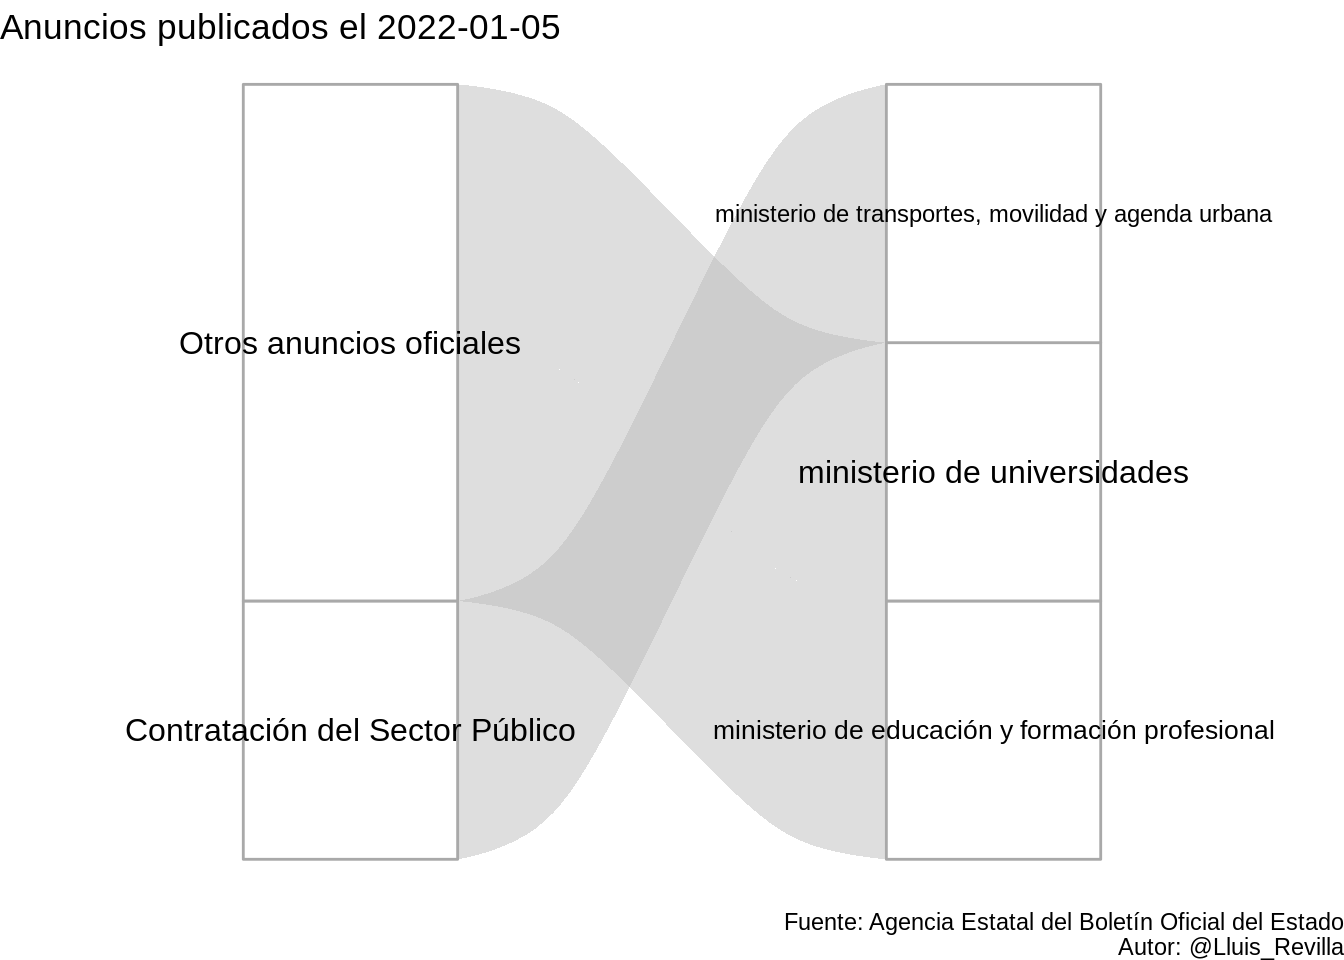 Anuncios publicados el 2022-01-05
ministerio de transportes, movilidad y agenda urbana
Otros anuncios oficiales
ministerio de universidades
Contratación del Sector Público
ministerio de educación y formación profesional
Fuente: Agencia Estatal del Boletín Oficial del Estado
Autor: @Lluis_Revilla